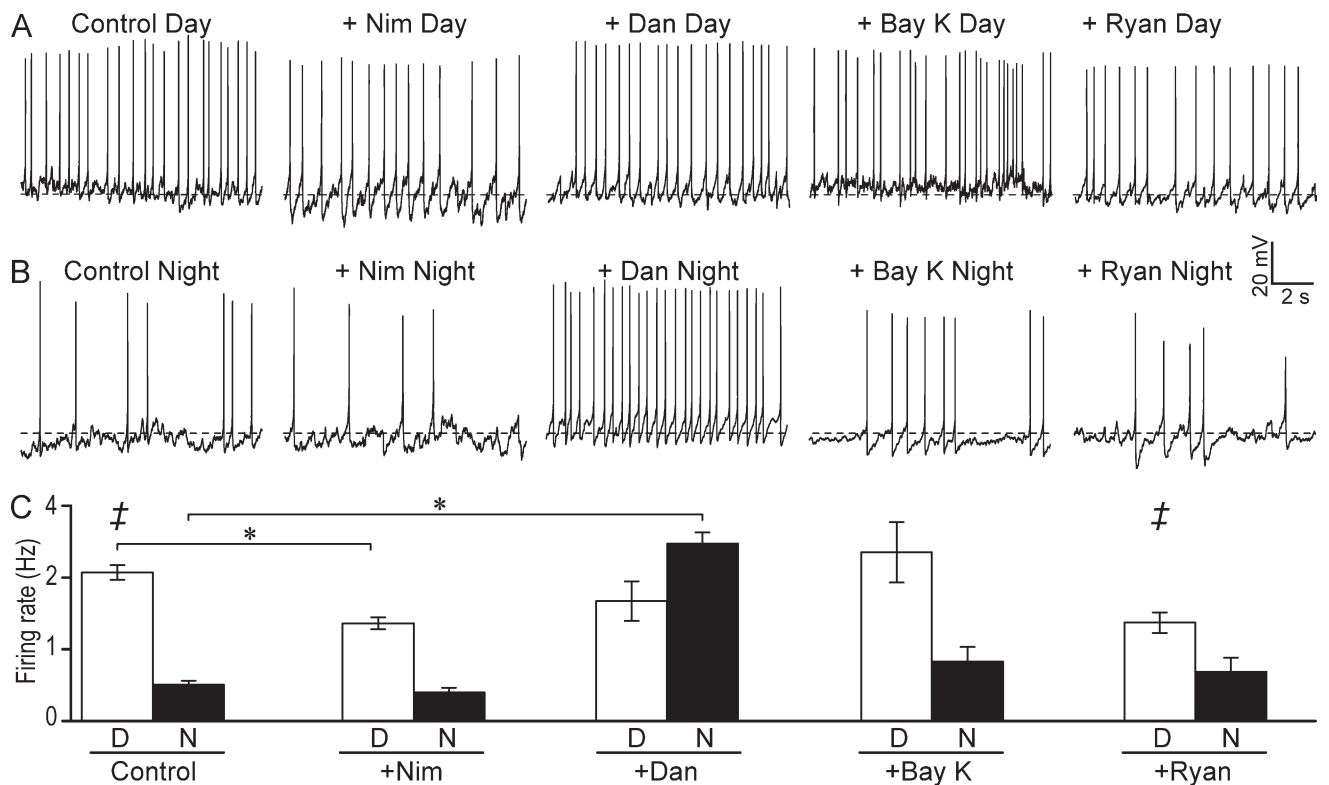 A Control Day + Nim Day + Dan Day + Bay K Day + Ryan Day
B Control Night + Nim Night + Dan Night + Bay K Night + Ryan Night
20 mV
2 s
C
Firing rate (Hz)
4
2
1
0
‡ * * ‡
D N D N D N D N D N
Control +Nim +Dan +Bay K +Ryan